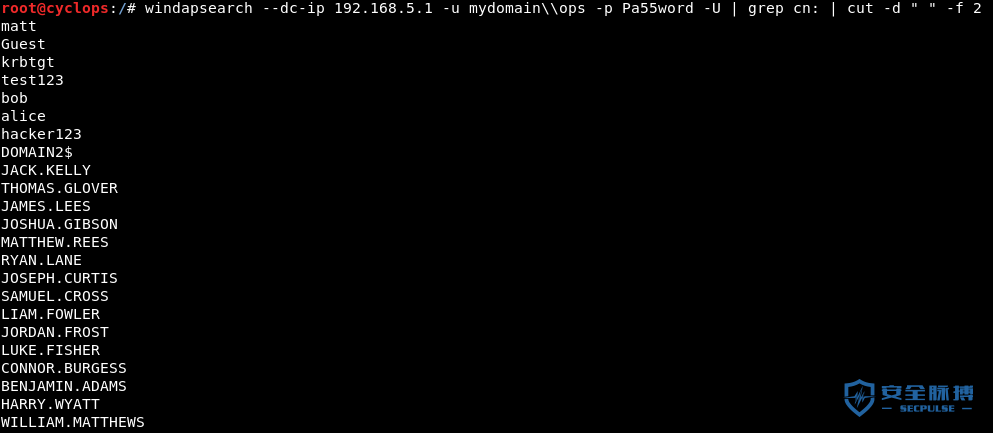 root@cyclops:/# windapsearch --dc-ip 192.168.5.1 -u mydomain\\ops -p Pa55word -U | grep cn: | cut -d " " -f 2
matt
Guest
krbtgt
test123
bob
alice
hacker123
DOMAIN2$
JACK.KELLY
THOMAS.GLOVER
JAMES.LEES
JOSHUA.GIBSON
MATTHEW.REES
RYAN.LANE
JOSEPH.CURTIS
SAMUEL.CROSS
LIAM.FOWLER
JORDAN.FROST
LUKE.FISHER
CONNOR.BURGESS
BENJAMIN.ADAMS
HARRY.WYATT
WILLIAM.MATTHEWS
安全脉搏
SECPULSE